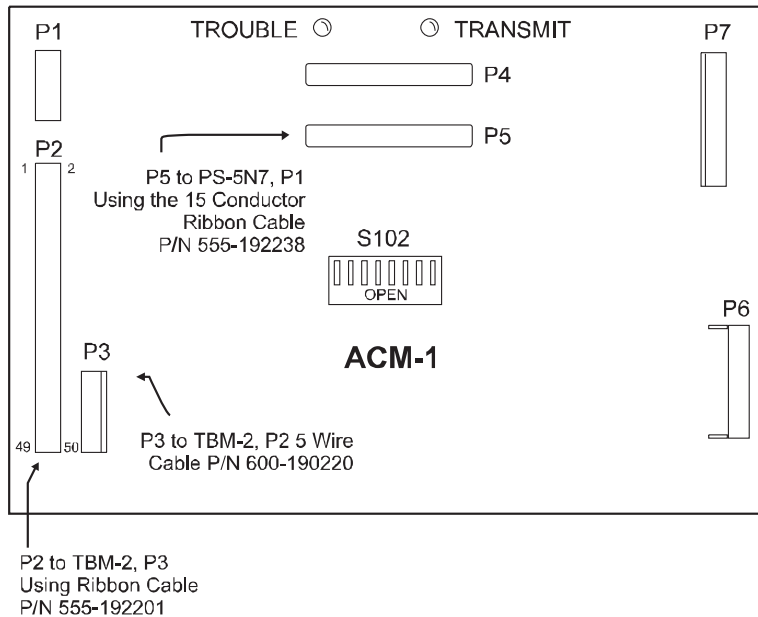 P1
TROUBLE
TRANSMIT
P7
P4
P5
P2
1 2
P5 to PS-5N7, P1
Using the 15 Conductor
Ribbon Cable
P/N 555-192238
S102
OPEN
P6
ACM-1
P3
P3 to TBM-2, P2 5 Wire
Cable P/N 600-190220
49 50
P2 to TBM-2, P3
Using Ribbon Cable
P/N 555-192201